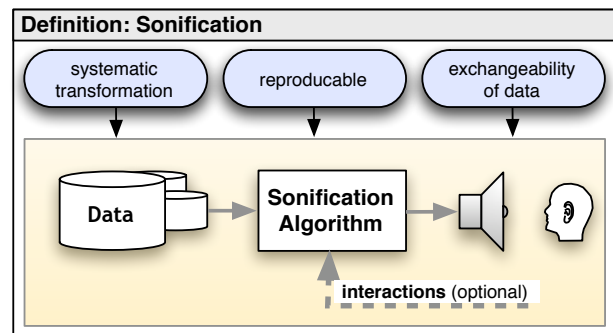 Definition: Sonification
systematic
transformation
reproducable
exchangeability
of data
Data
Sonification
Algorithm
interactions (optional)